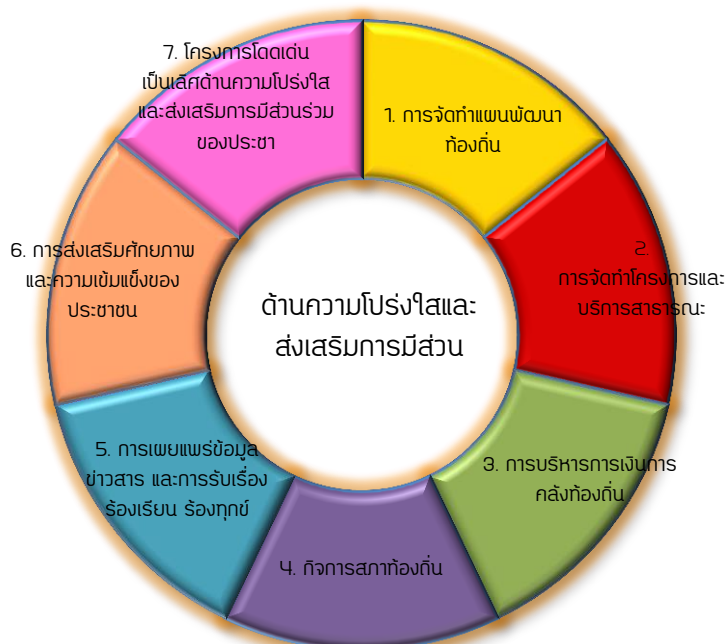 7. โครงการโดดเด่น
เป็นเลิศด้านความโปร่งใส
และส่งเสริมการมีส่วนร่วม
ของประชา
1. การจัดทำแผนพัฒนา
ท้องถิ่น
2.
การจัดทำโครงการและ
บริการสาธารณะ
6. การส่งเสริมศักยภาพ
และความเข้มแข็งของ
ประชาชน
ด้านความโปร่งใสและ
ส่งเสริมการมีส่วน
3. การบริหารการเงินการ
คลังท้องถิ่น
5. การเผยแพร่ข้อมูล
ข่าวสาร และการรับเรื่อง
ร้องเรียน ร้องทุกข์
4. กิจการสภาท้องถิ่น